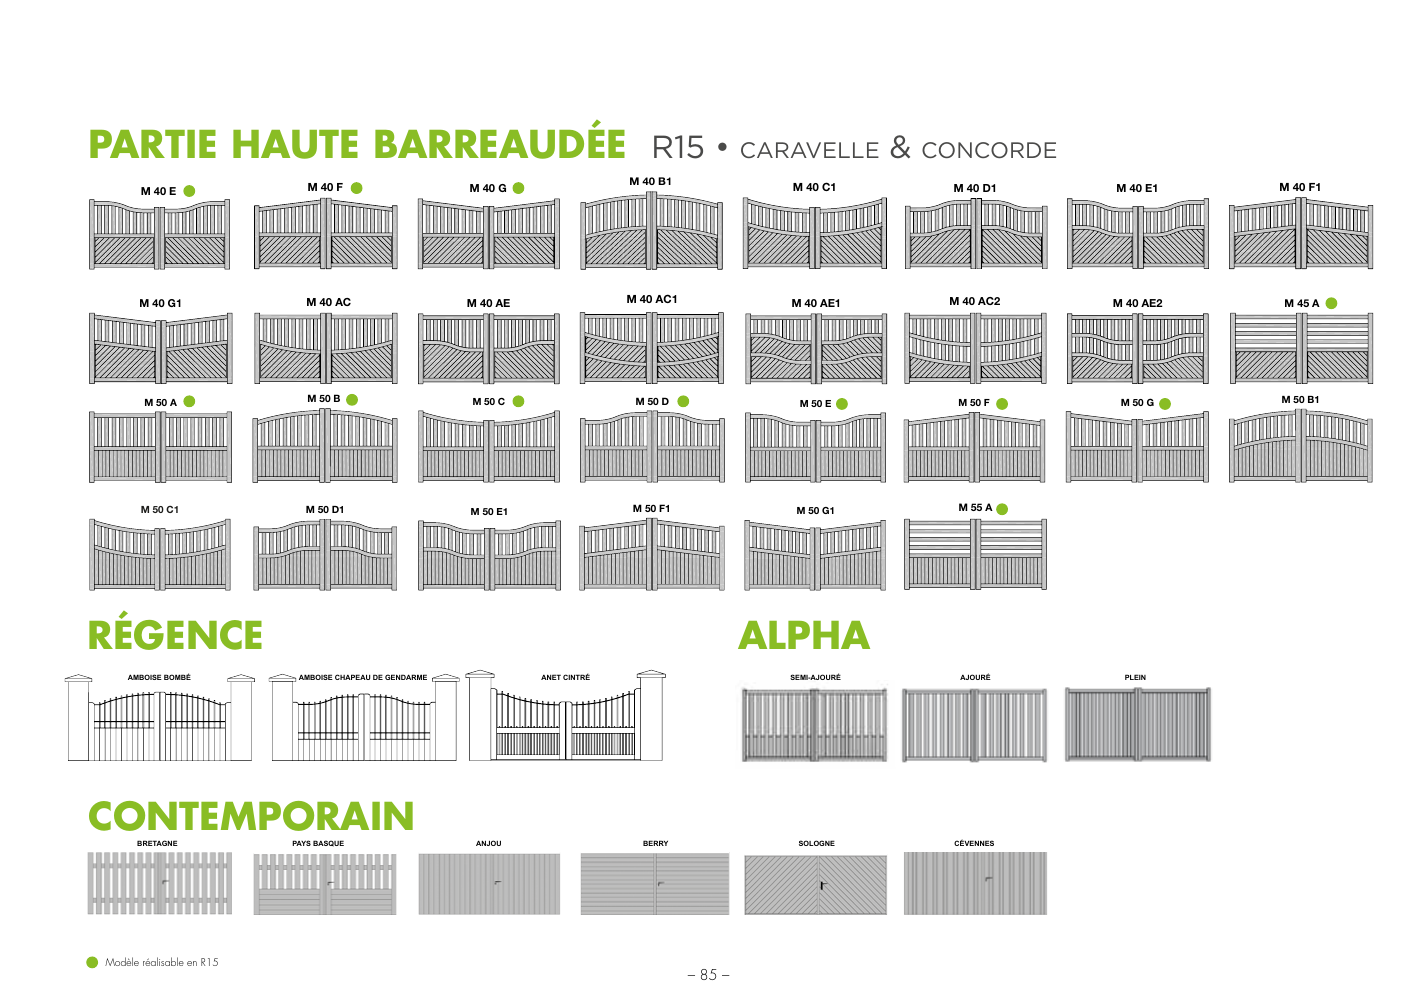 PARTIE HAUTE BARREAUDÉE R15 • CARAVELLE & CONCORDE
M 40 E M 40 F M 40 G M 40 B1 M 40 C1 M 40 D1 M 40 E1 M 40 F1
M 40 G1 M 40 AC M 40 AE M 40 AC1 M 40 AE1 M 40 AC2 M 40 AE2 M 45 A
M 50 A M 50 B M 50 C M 50 D M 50 E M 50 F M 50 G M 50 B1
M 50 C1 M 50 D1 M 50 E1 M 50 F1 M 50 G1 M 55 A
RÉGENCE
AMBOISE BOMBÉ AMBOISE CHAPEAU DE GENDARME ANET CINTRÉ
ALPHA
SEMI-AJOURÉ AJOURÉ PLEIN
CONTEMPORAIN
BRETAGNE PAYS BASQUE ANJOU BERRY SOLOGNE CÉVENNES
Modèle réalisable en R15
– 85 –